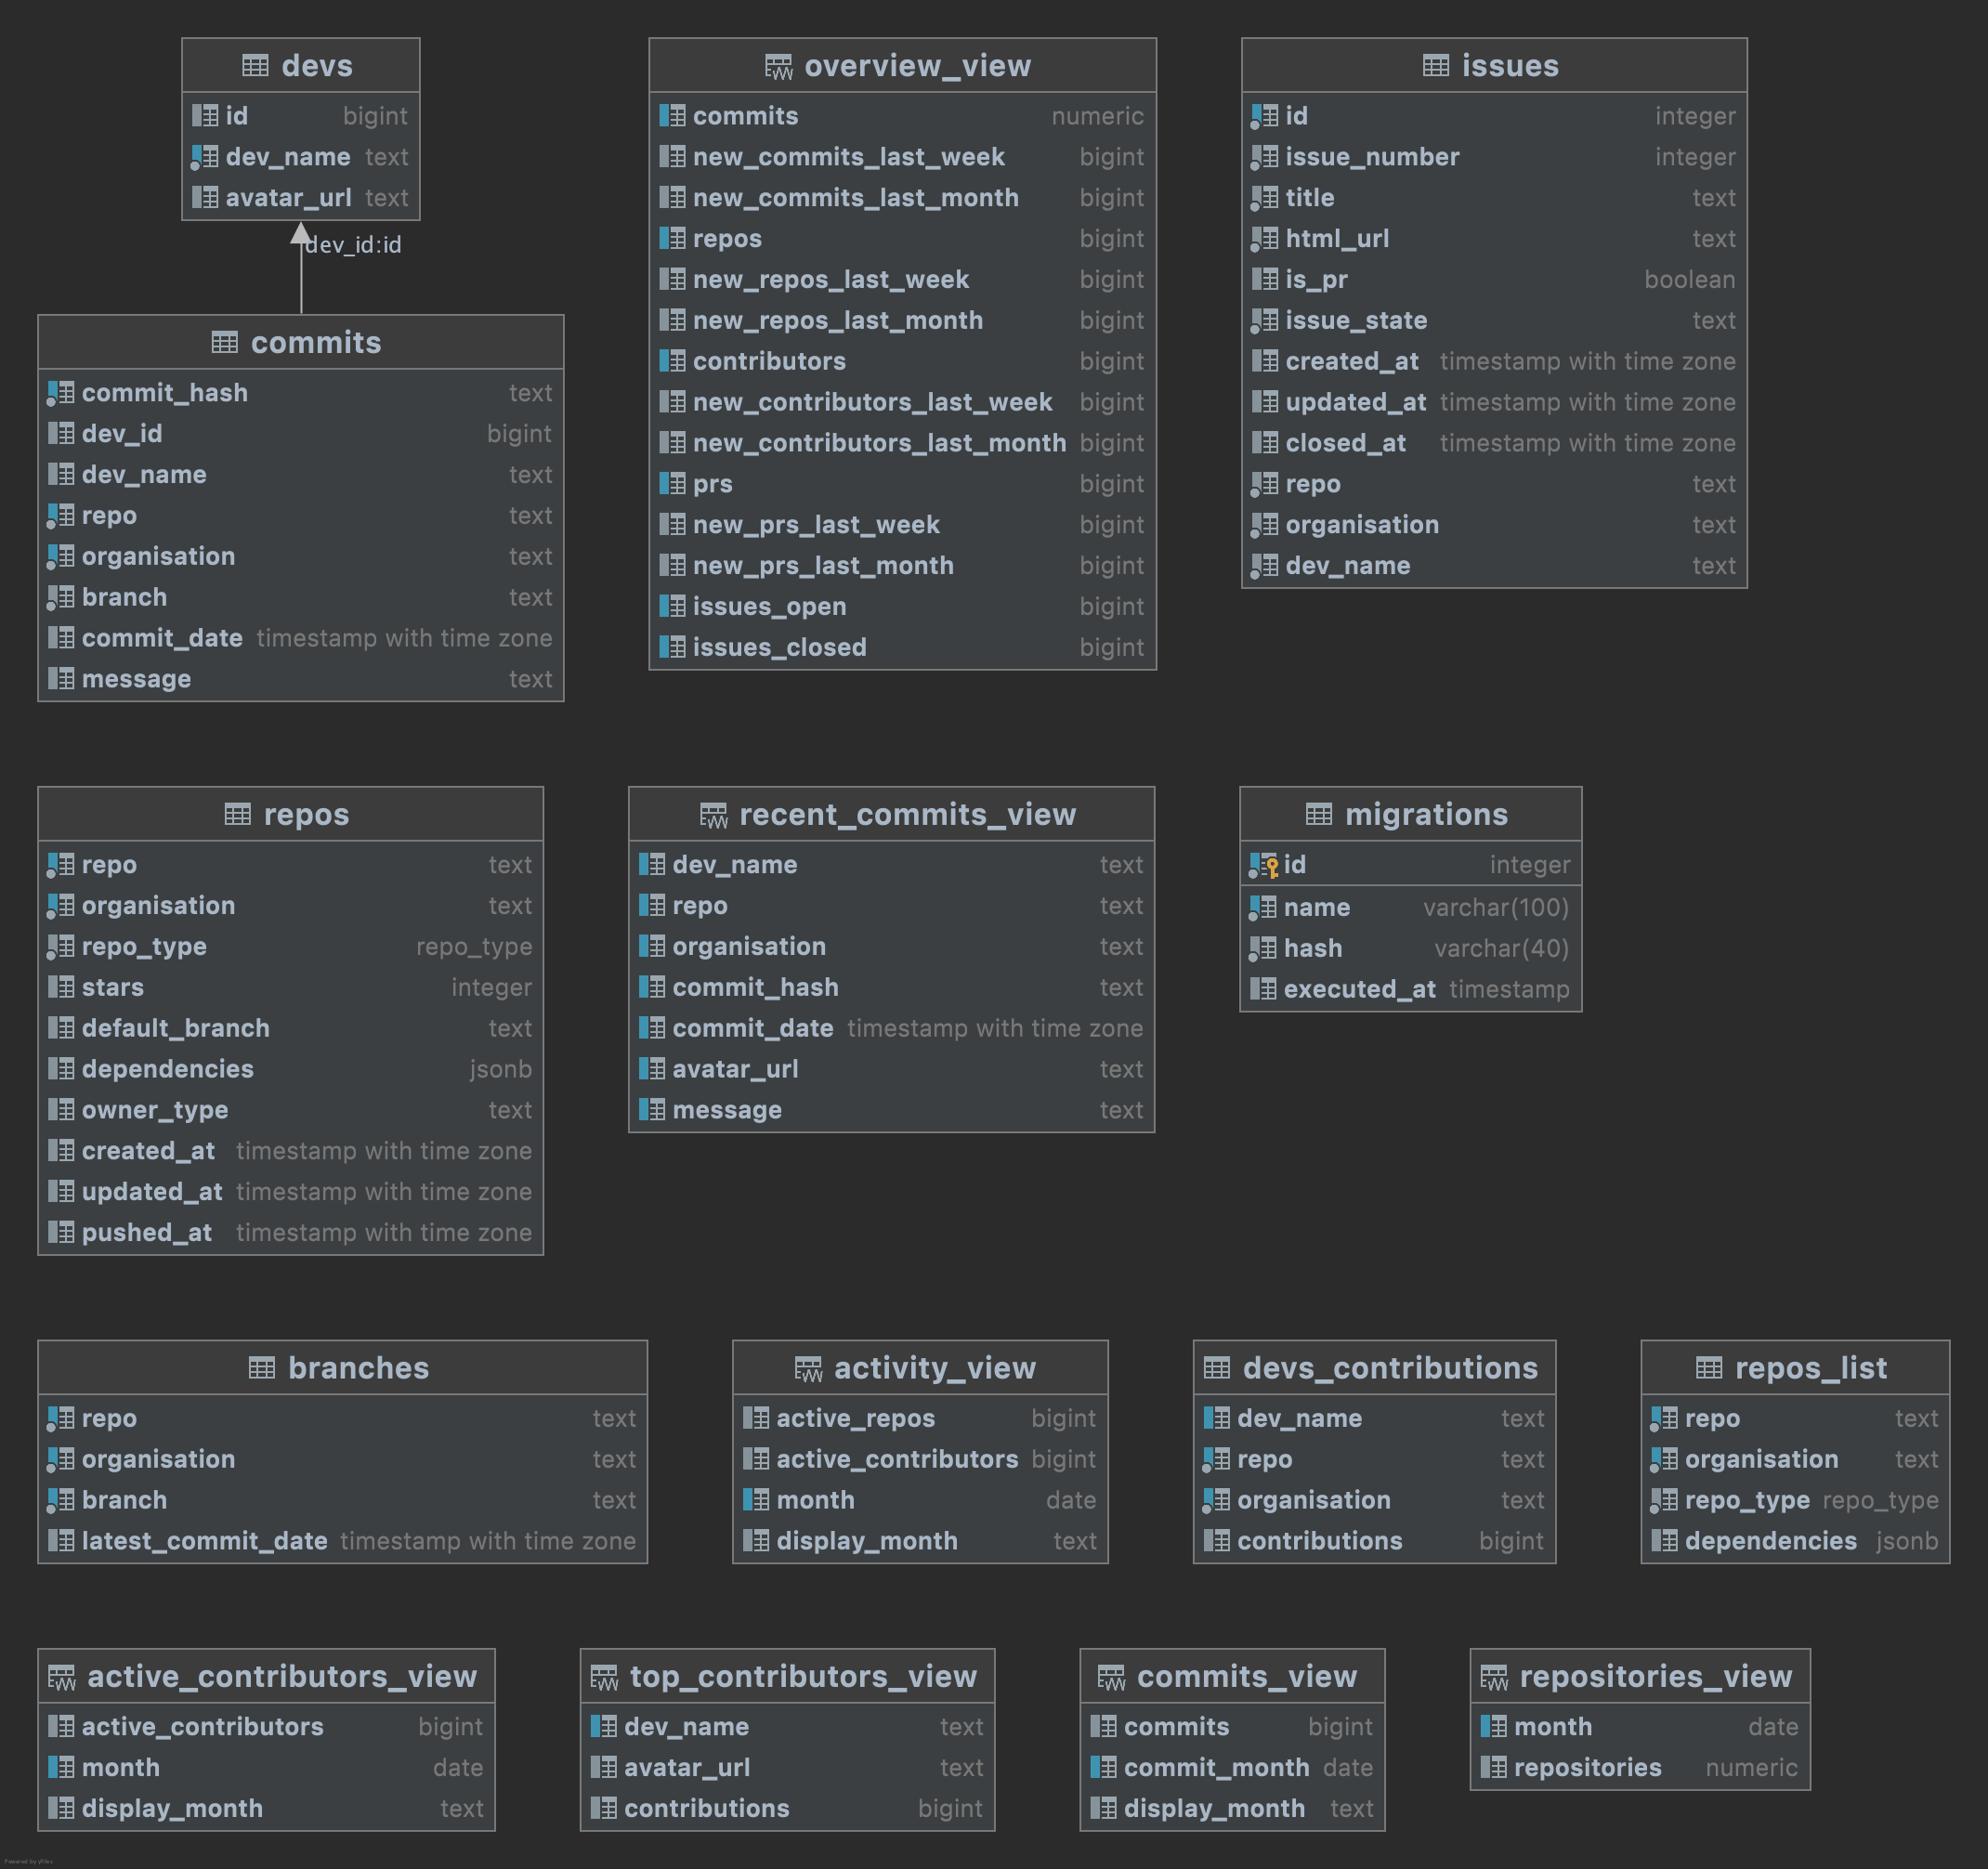 devs
id bigint
dev_name text
avatar_url text
dev_id:id
commits
commit_hash text
dev_id bigint
dev_name text
repo text
organisation text
branch text
commit_date timestamp with time zone
message text
overview_view
commits numeric
new_commits_last_week bigint
new_commits_last_month bigint
repos bigint
new_repos_last_week bigint
new_repos_last_month bigint
contributors bigint
new_contributors_last_week bigint
new_contributors_last_month bigint
prs bigint
new_prs_last_week bigint
new_prs_last_month bigint
issues_open bigint
issues_closed bigint
issues
id integer
issue_number integer
title text
html_url text
is_pr boolean
issue_state text
created_at timestamp with time zone
updated_at timestamp with time zone
closed_at timestamp with time zone
repo text
organisation text
dev_name text
repos
repo text
organisation text
repo_type repo_type
stars integer
default_branch text
dependencies jsonb
owner_type text
created_at timestamp with time zone
updated_at timestamp with time zone
pushed_at timestamp with time zone
recent_commits_view
dev_name text
repo text
organisation text
commit_hash text
commit_date timestamp with time zone
avatar_url text
message text
migrations
id integer
name varchar(100)
hash varchar(40)
executed_at timestamp
branches
repo text
organisation text
branch text
latest_commit_date timestamp with time zone
activity_view
active_repos bigint
active_contributors bigint
month date
display_month text
devs_contributions
dev_name text
repo text
organisation text
contributions bigint
repos_list
repo text
organisation text
repo_type repo_type
dependencies jsonb
active_contributors_view
active_contributors bigint
month date
display_month text
top_contributors_view
dev_name text
avatar_url text
contributions bigint
commits_view
commits bigint
commit_month date
display_month text
repositories_view
month date
repositories numeric
Powered by yFiles